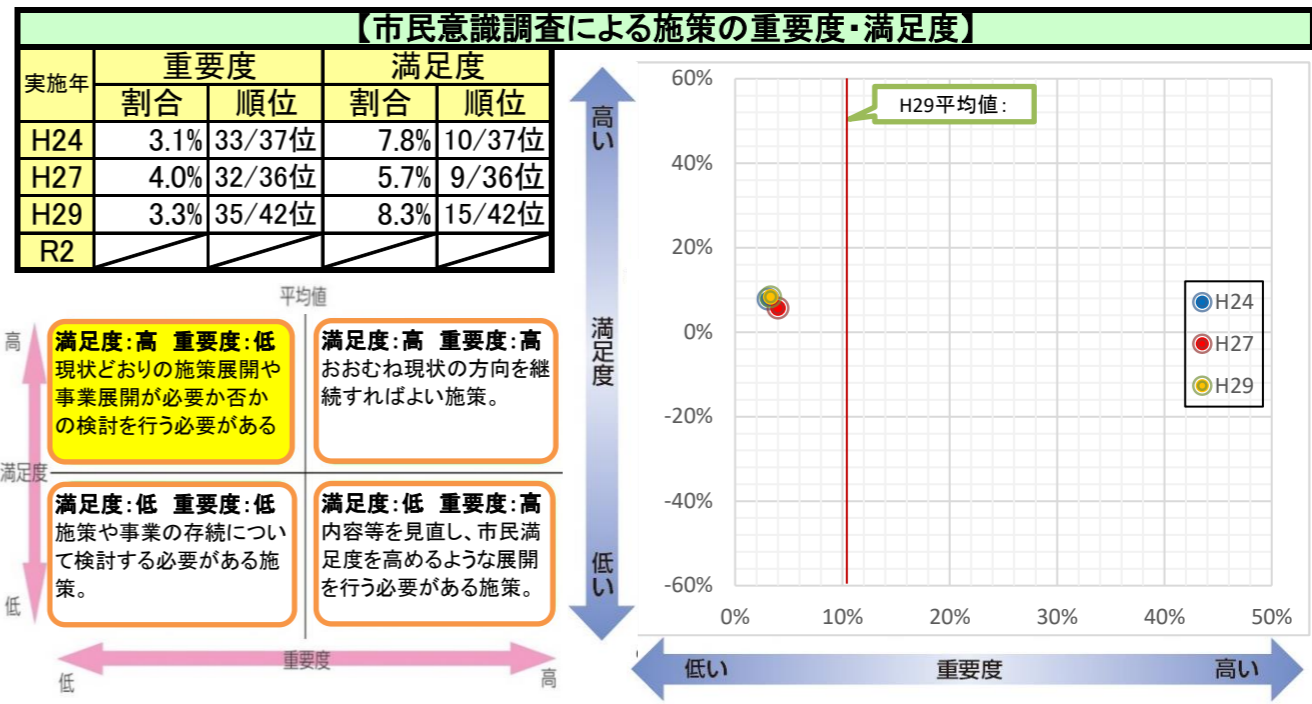 【市民意識調査による施策の重要度・満足度】
実施年 重要度 満足度
割合 順位 割合 順位
H24 3.1% 33/37位 7.8% 10/37位
H27 4.0% 32/36位 5.7% 9/36位
H29 3.3% 35/42位 8.3% 15/42位
R2
平均値
高
満足度:高 重要度:低
現状どおりの施策展開や
事業展開が必要か否か
の検討を行う必要がある
満足度:高 重要度:高
おおむね現状の方向を継
続すればよい施策。
満足度
満足度:低 重要度:低
施策や事業の存続につい
て検討する必要がある施
策。
満足度:低 重要度:高
内容等を見直し、市民満
足度を高めるような展開
を行う必要がある施策。
低
重要度
低
高
高い
満足度
低い
60%
40%
20%
0%
-20%
-40%
-60%
H29平均値:
H24
H27
H29
0% 10% 20% 30% 40% 50%
低い 重要度 高い